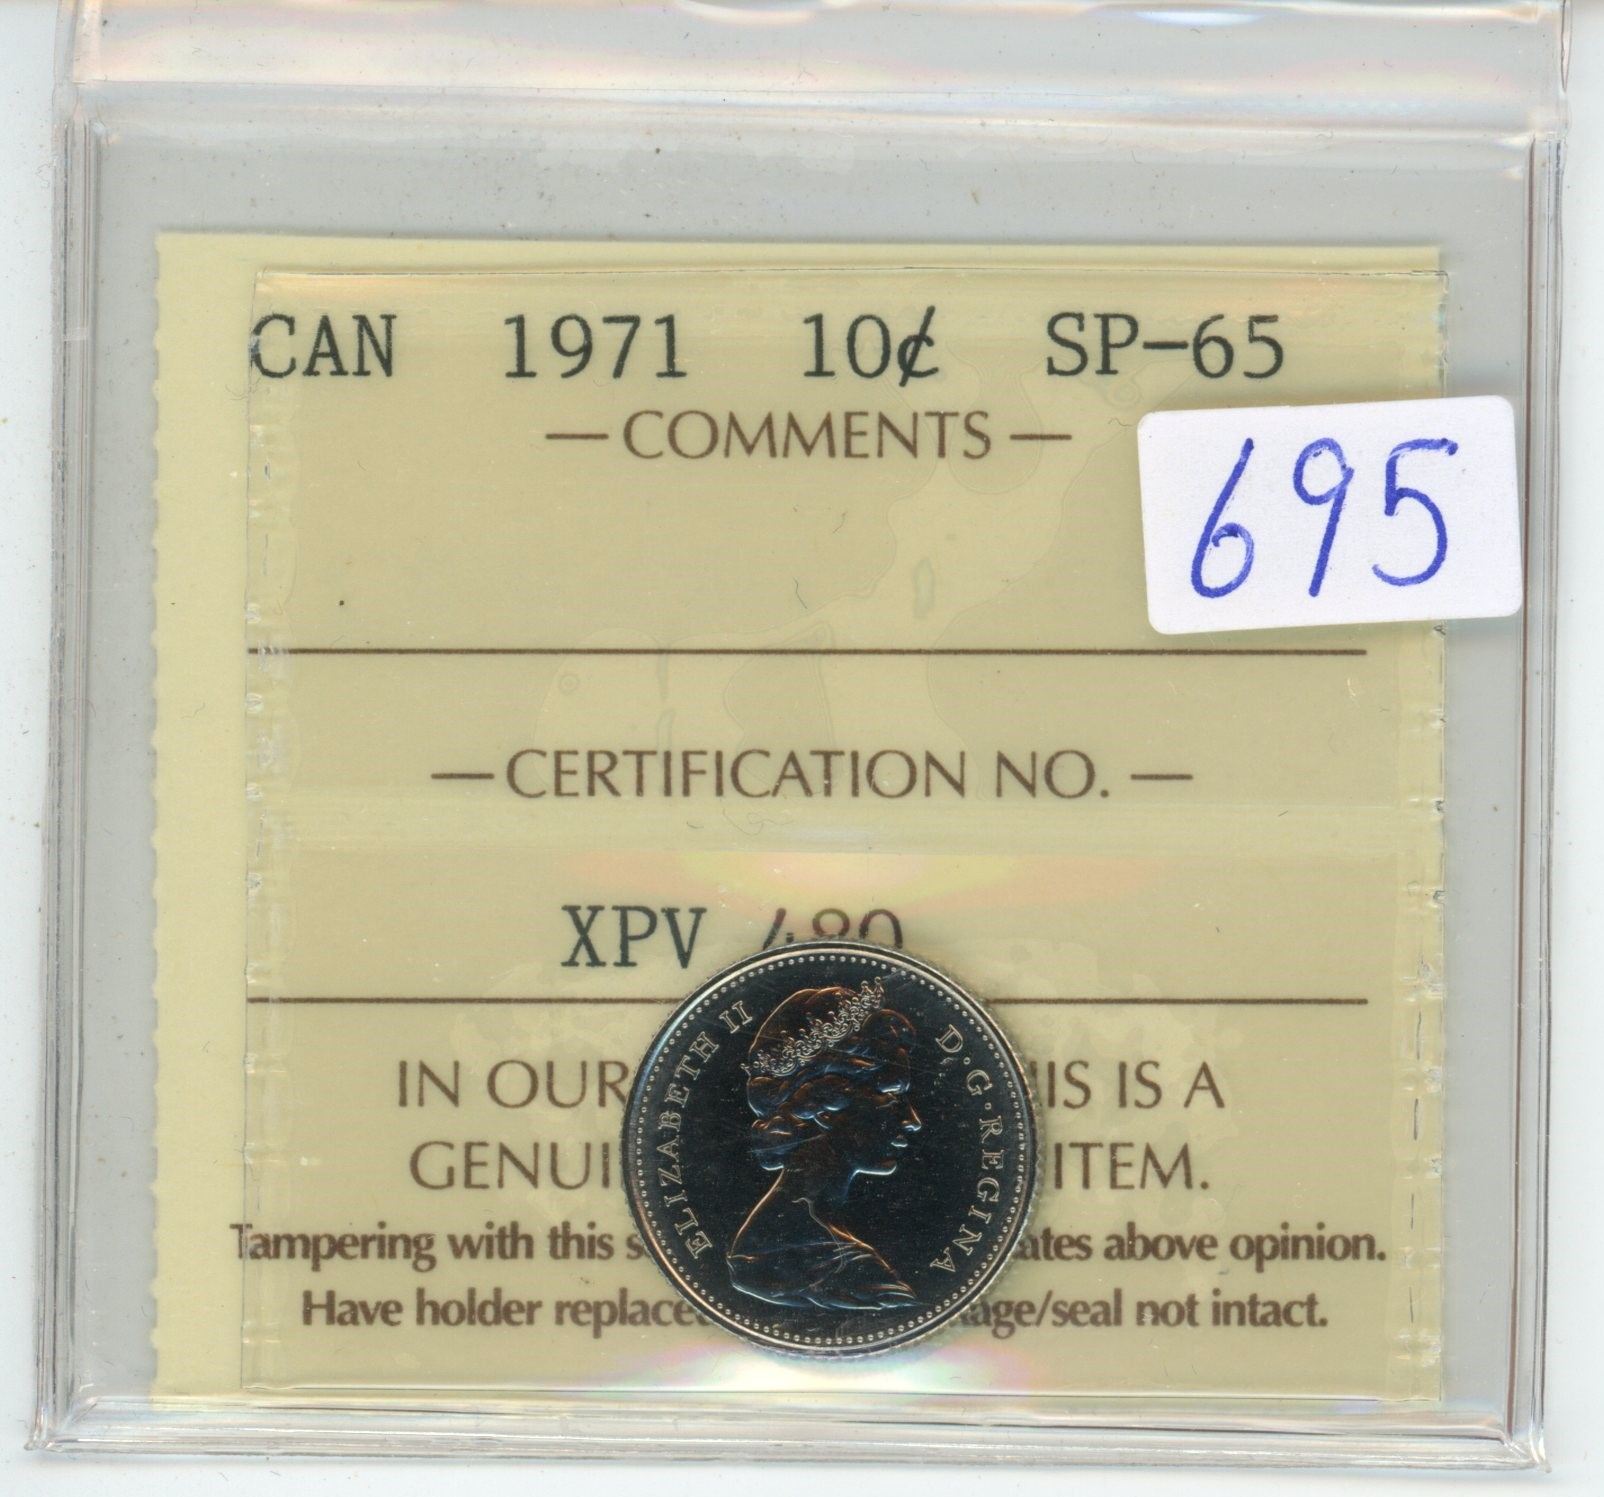 CAN 1971 10¢ SP-65
— COMMENTS —
695
— CERTIFICATION NO. —
XPV 480
IN OUR IS IS A
GENUI ITEM.
Tampering with this s ates above opinion.
Have holder replace age/seal not intact.
ELIZABETH II D·G·REGINA